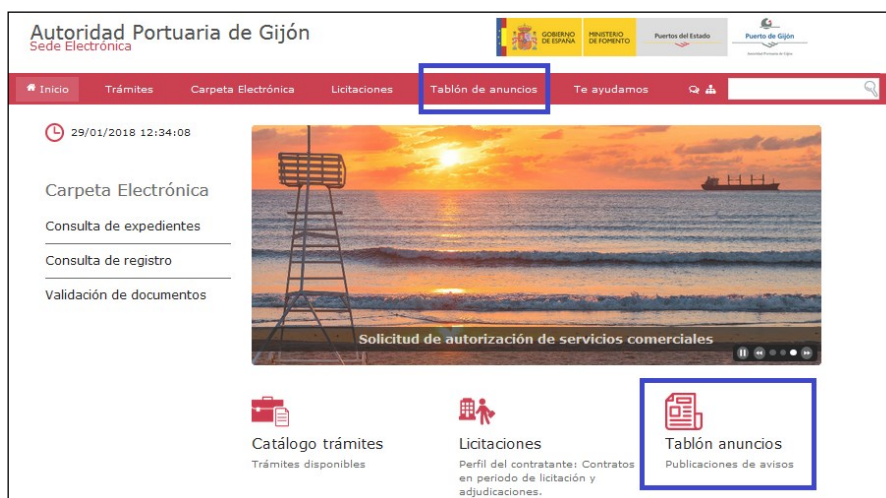 Autoridad Portuaria de Gijón
Sede Electrónica
GOBIERNO DE ESPAÑA
MINISTERIO DE FOMENTO
Puertos del Estado
Puerto de Gijón
Inicio Trámites Carpeta Electrónica Licitaciones Tablón de anuncios Te ayudamos
29/01/2018 12:34:08
Carpeta Electrónica
Consulta de expedientes
Consulta de registro
Validación de documentos
Solicitud de autorización de servicios comerciales
Catálogo trámites
Trámites disponibles
Licitaciones
Perfil del contratante: Contratos
en periodo de licitación y
adjudicaciones.
Tablón anuncios
Publicaciones de avisos